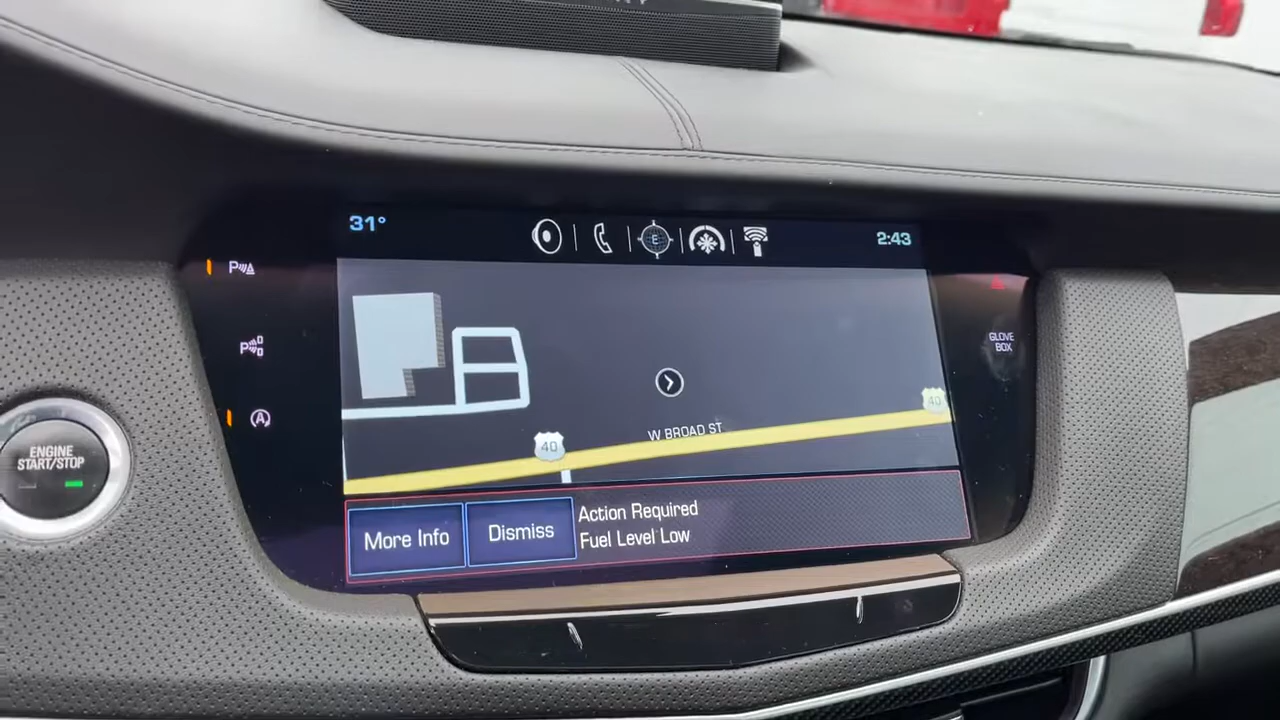 31°
E
2:43
P
P
A
GLOVE
BOX
ENGINE
START/STOP
40
W BROAD ST
40
More Info
Dismiss
Action Required
Fuel Level Low